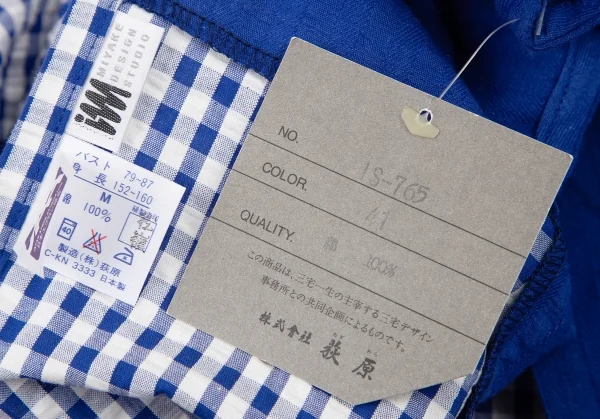 MIYAKE
DESIGN
STUDIO
im
バスト 79-87
身長 152-160
M
綿 100%
40
製造(株)荻原
C-KN 3333 日本製
NO. IS-765
COLOR. 41
QUALITY. 綿 100%
この商品は、三宅一生の主宰する三宅デザイン
事務所との共同企画によるものです。
株式会社 荻原